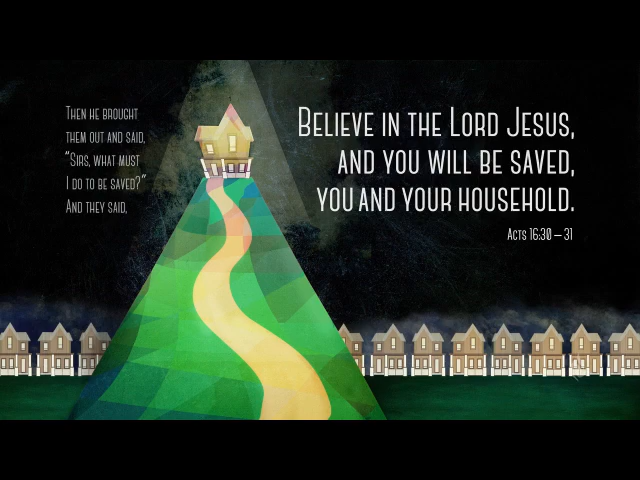 Then he brought
them out and said,
“Sirs, what must
I do to be saved?”
And they said,
Believe in the Lord Jesus,
and you will be saved,
you and your household.
Acts 16:30 – 31